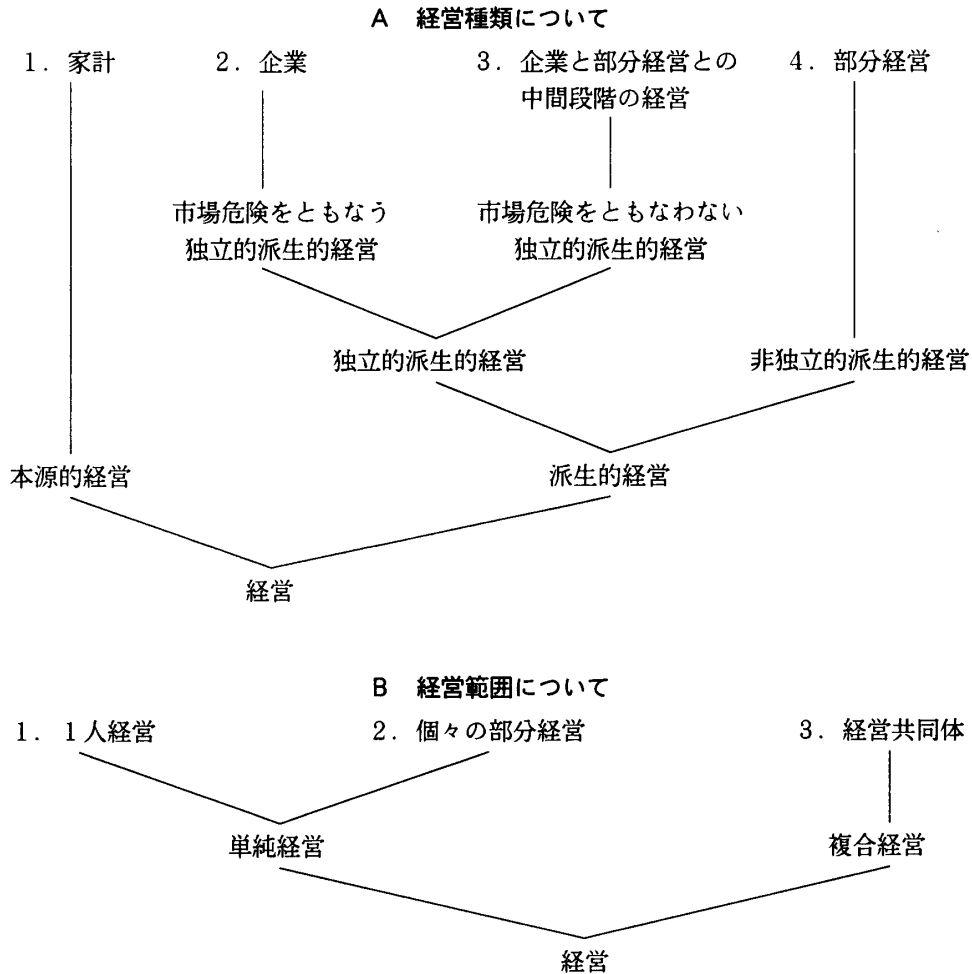 A 経営種類について
1. 家計 2. 企業 3. 企業と部分経営との 4. 部分経営
中間段階の経営
市場危険をともなう 市場危険をともなわない
独立的派生的経営 独立的派生的経営
独立的派生的経営 非独立的派生的経営
本源的経営 派生的経営
経営
B 経営範囲について
1. 1人経営 2. 個々の部分経営 3. 経営共同体
単純経営 複合経営
経営